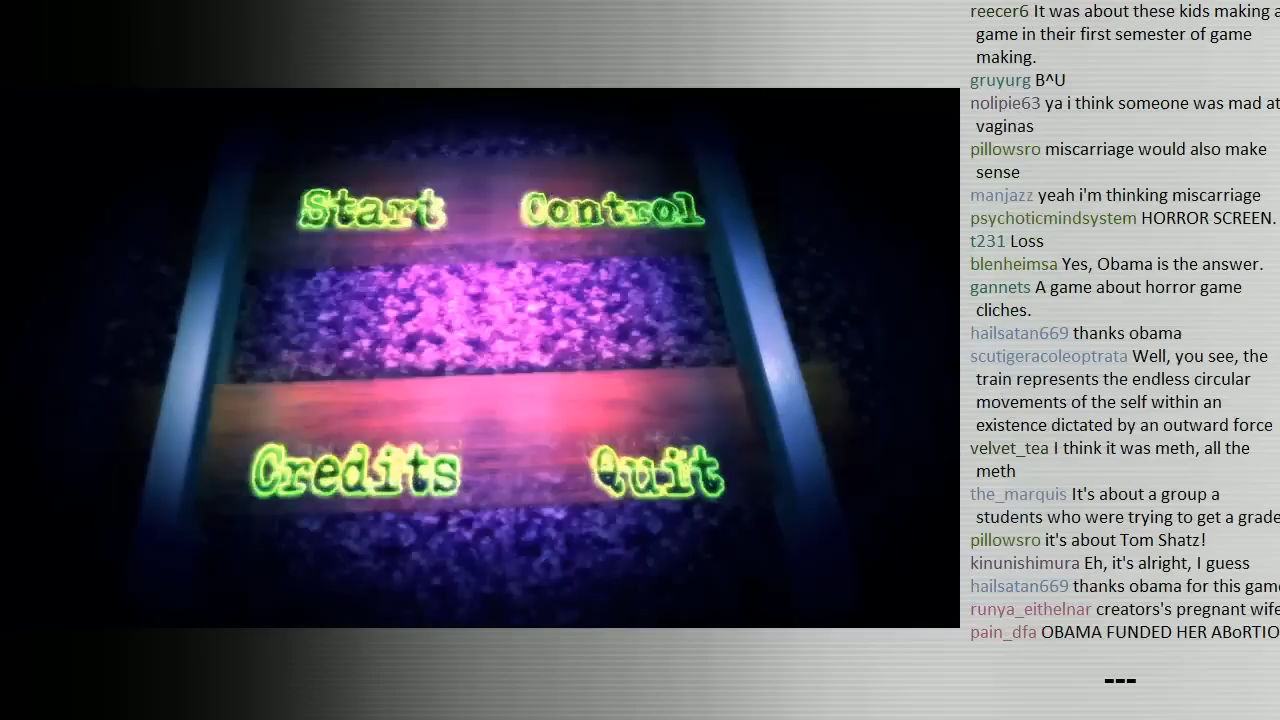 Start Control
Credits Quit
reecer6 It was about these kids making a
game in their first semester of game
making.
gruyurg B^U
nolipie63 ya i think someone was mad at
vaginas
pillowsro miscarriage would also make
sense
manjazz yeah i'm thinking miscarriage
psychoticmindsystem HORROR SCREEN.
t231 Loss
blenheimsa Yes, Obama is the answer.
gannets A game about horror game
cliches.
hailsatan669 thanks obama
scutigeracoleoptrata Well, you see, the
train represents the endless circular
movements of the self within an
existence dictated by an outward force
velvet_tea I think it was meth, all the
meth
the_marquis It's about a group a
students who were trying to get a grade
pillowsro it's about Tom Shatz!
kinunishimura Eh, it's alright, I guess
hailsatan669 thanks obama for this game
runya_eithelnar creators's pregnant wife
pain_dfa OBAMA FUNDED HER ABoRTIO
---